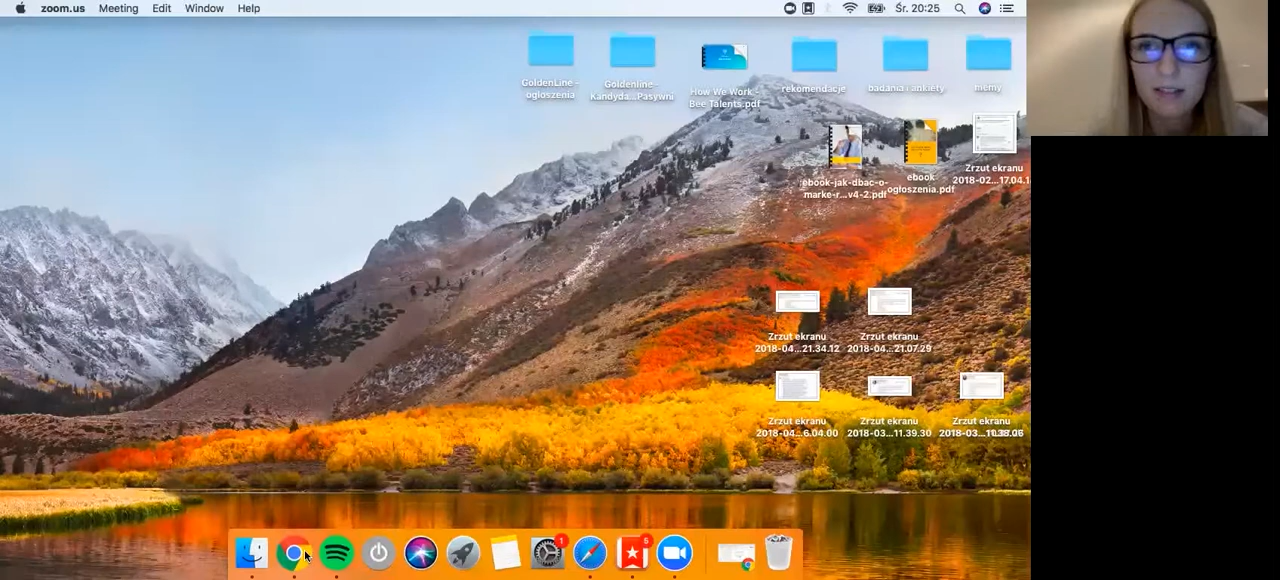 zoom.us Meeting Edit Window Help
Śr. 20:25
GoldenLine - ogłoszenia
Goldenline - Kandyda...Pasywni
How We Work - Bee Talents.pdf
rekomendacje
badania i ankiety
memy
ebook-jak-dbac-o-marke-r...v4-2.pdf
ebook ogłoszenia.pdf
Zrzut ekranu
2018-02...17.04.1
Zrzut ekranu
2018-04...21.34.12
Zrzut ekranu
2018-04...21.07.29
Zrzut ekranu
2018-04...6.04.00
Zrzut ekranu
2018-03...11.39.30
Zrzut ekranu
1
5